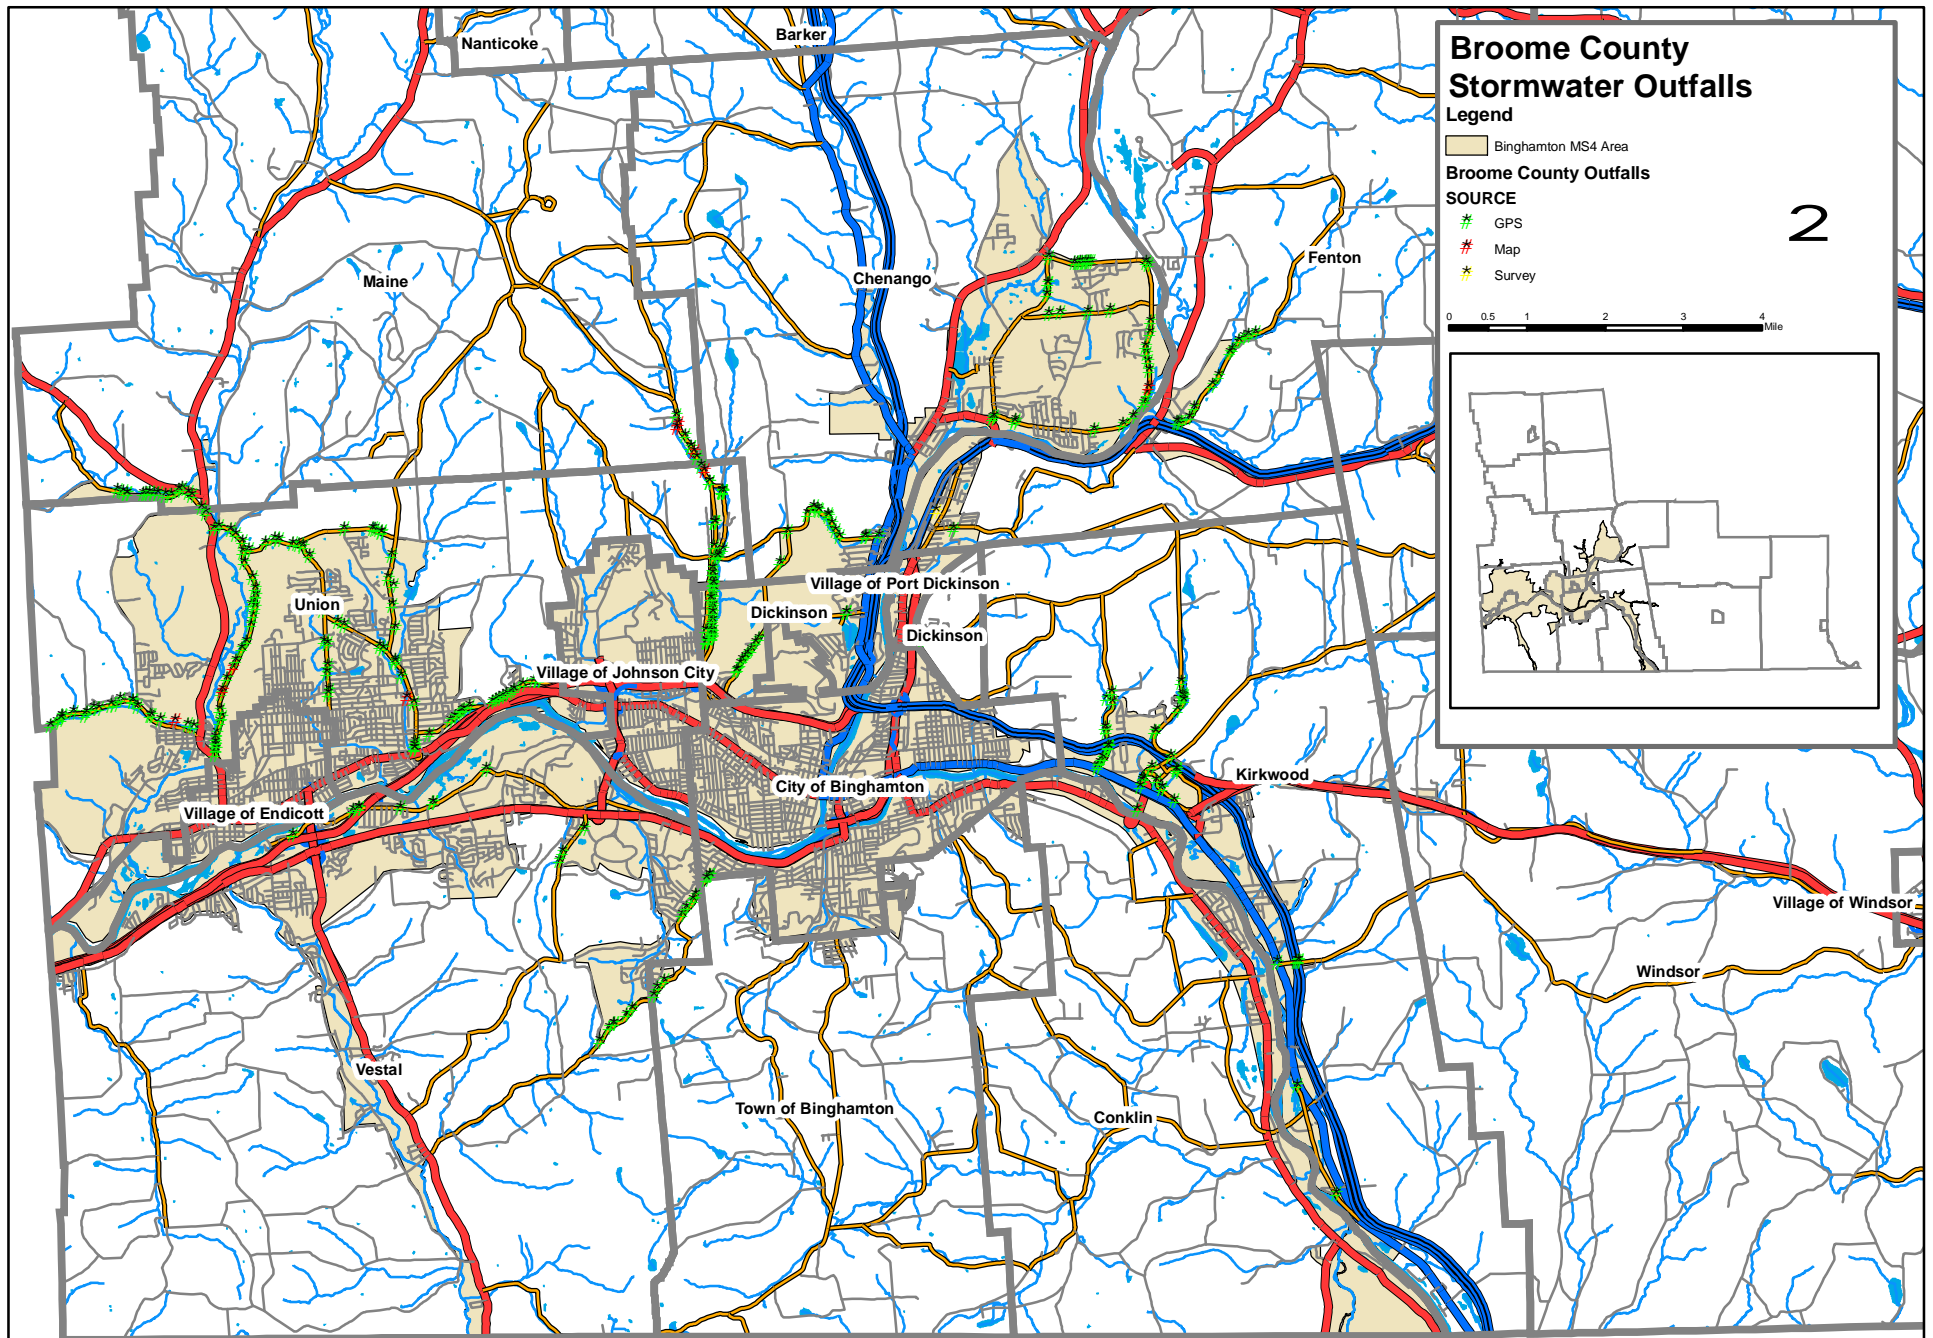 Broome County
Stormwater Outfalls
Legend
Binghamton MS4 Area
Broome County Outfalls
SOURCE
GPS
Map
Survey
2
0 0.5 1 2 3 4
Mile
Nanticoke
Barker
Maine
Chenango
Fenton
Union
Village of Port Dickinson
Dickinson
Dickinson
Village of Johnson City
Village of Endicott
City of Binghamton
Kirkwood
Village of Windsor
Windsor
Vestal
Town of Binghamton
Conklin